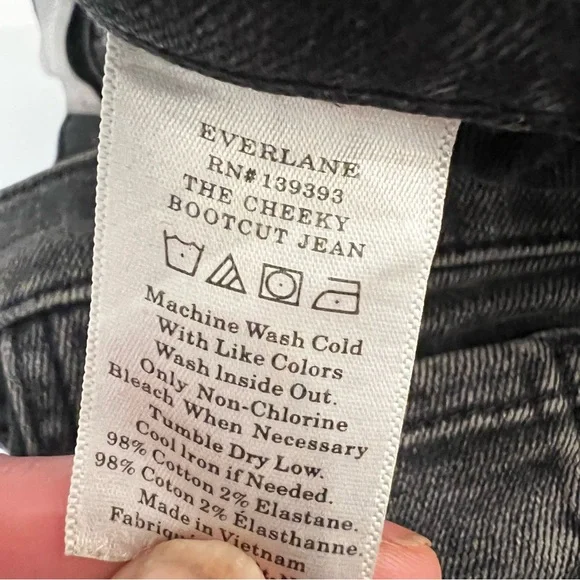 EVERLANE
RN# 139393
THE CHEEKY
BOOTCUT JEAN
Machine Wash Cold
With Like Colors
Wash Inside Out.
Only Non-Chlorine
Bleach When Necessary
Tumble Dry Low.
Cool Iron if Needed.
98% Cotton 2% Elastane.
98% Coton 2% Élasthanne.
Made in Vietnam